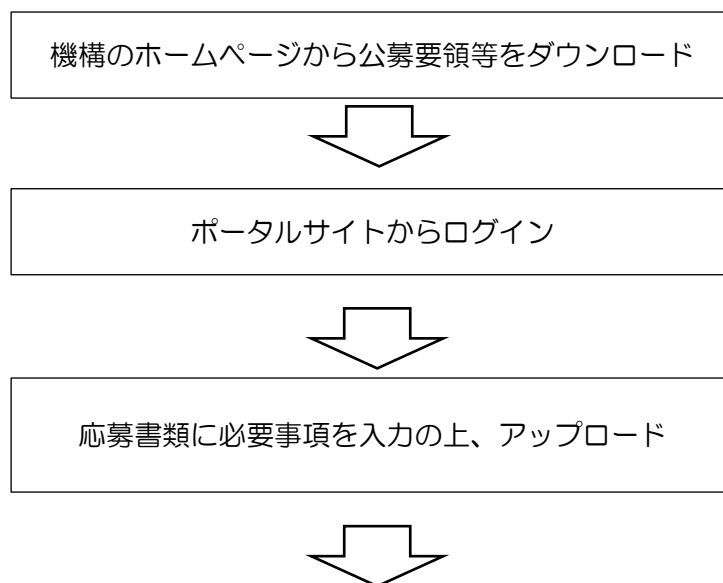 機構のホームページから公募要領等をダウンロード
ポータルサイトからログイン
応募書類に必要事項を入力の上、アップロード